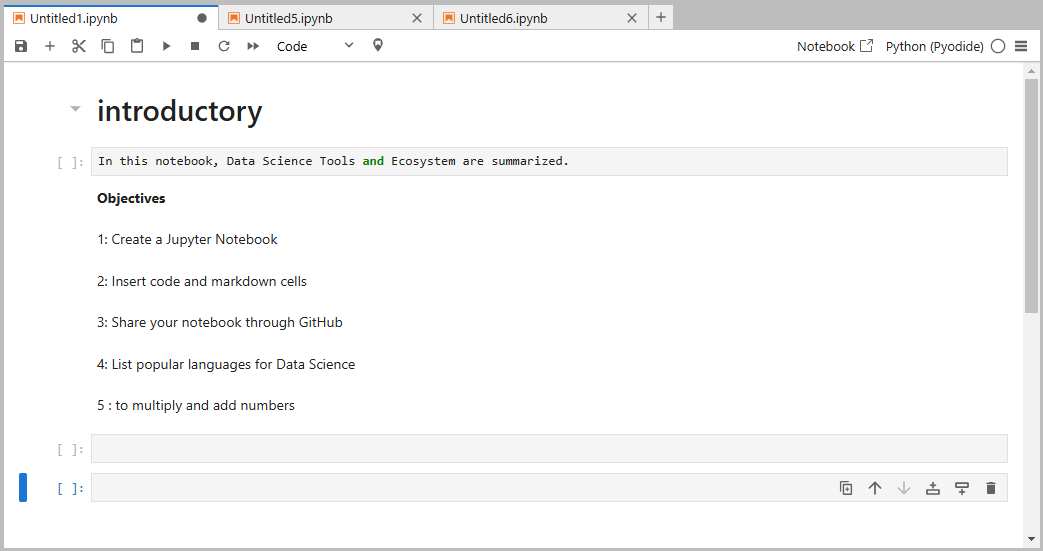 Untitled1.ipynb
Untitled5.ipynb
Untitled6.ipynb
Code
Notebook
Python (Pyodide)
introductory
[ ]: In this notebook, Data Science Tools and Ecosystem are summarized.
Objectives
1: Create a Jupyter Notebook
2: Insert code and markdown cells
3: Share your notebook through GitHub
4: List popular languages for Data Science
5 : to multiply and add numbers
[ ]:
[ ]: